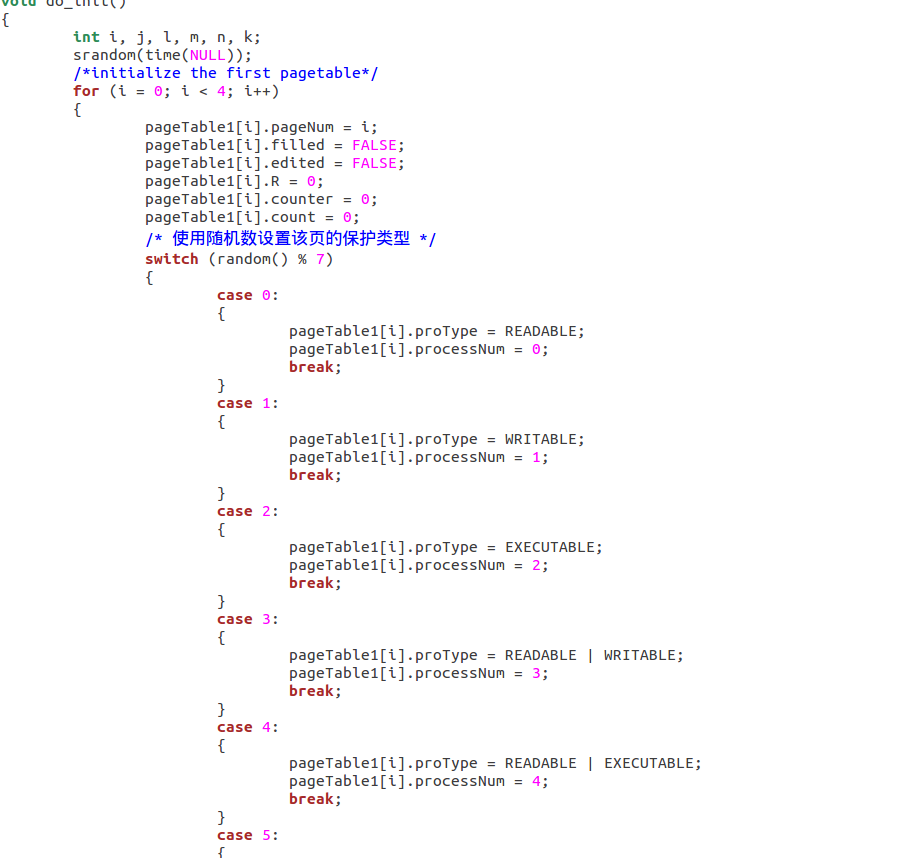 void do_init()
{
int i, j, l, m, n, k;
srandom(time(NULL));
/*initialize the first pagetable*/
for (i = 0; i < 4; i++)
{
pageTable1[i].pageNum = i;
pageTable1[i].filled = FALSE;
pageTable1[i].edited = FALSE;
pageTable1[i].R = 0;
pageTable1[i].counter = 0;
pageTable1[i].count = 0;
/* 使用随机数设置该页的保护类型 */
switch (random() % 7)
{
case 0:
{
pageTable1[i].proType = READABLE;
pageTable1[i].processNum = 0;
break;
}
case 1:
{
pageTable1[i].proType = WRITABLE;
pageTable1[i].processNum = 1;
break;
}
case 2:
{
pageTable1[i].proType = EXECUTABLE;
pageTable1[i].processNum = 2;
break;
}
case 3:
{
pageTable1[i].proType = READABLE | WRITABLE;
pageTable1[i].processNum = 3;
break;
}
case 4:
{
pageTable1[i].proType = READABLE | EXECUTABLE;
pageTable1[i].processNum = 4;
break;
}
case 5:
{